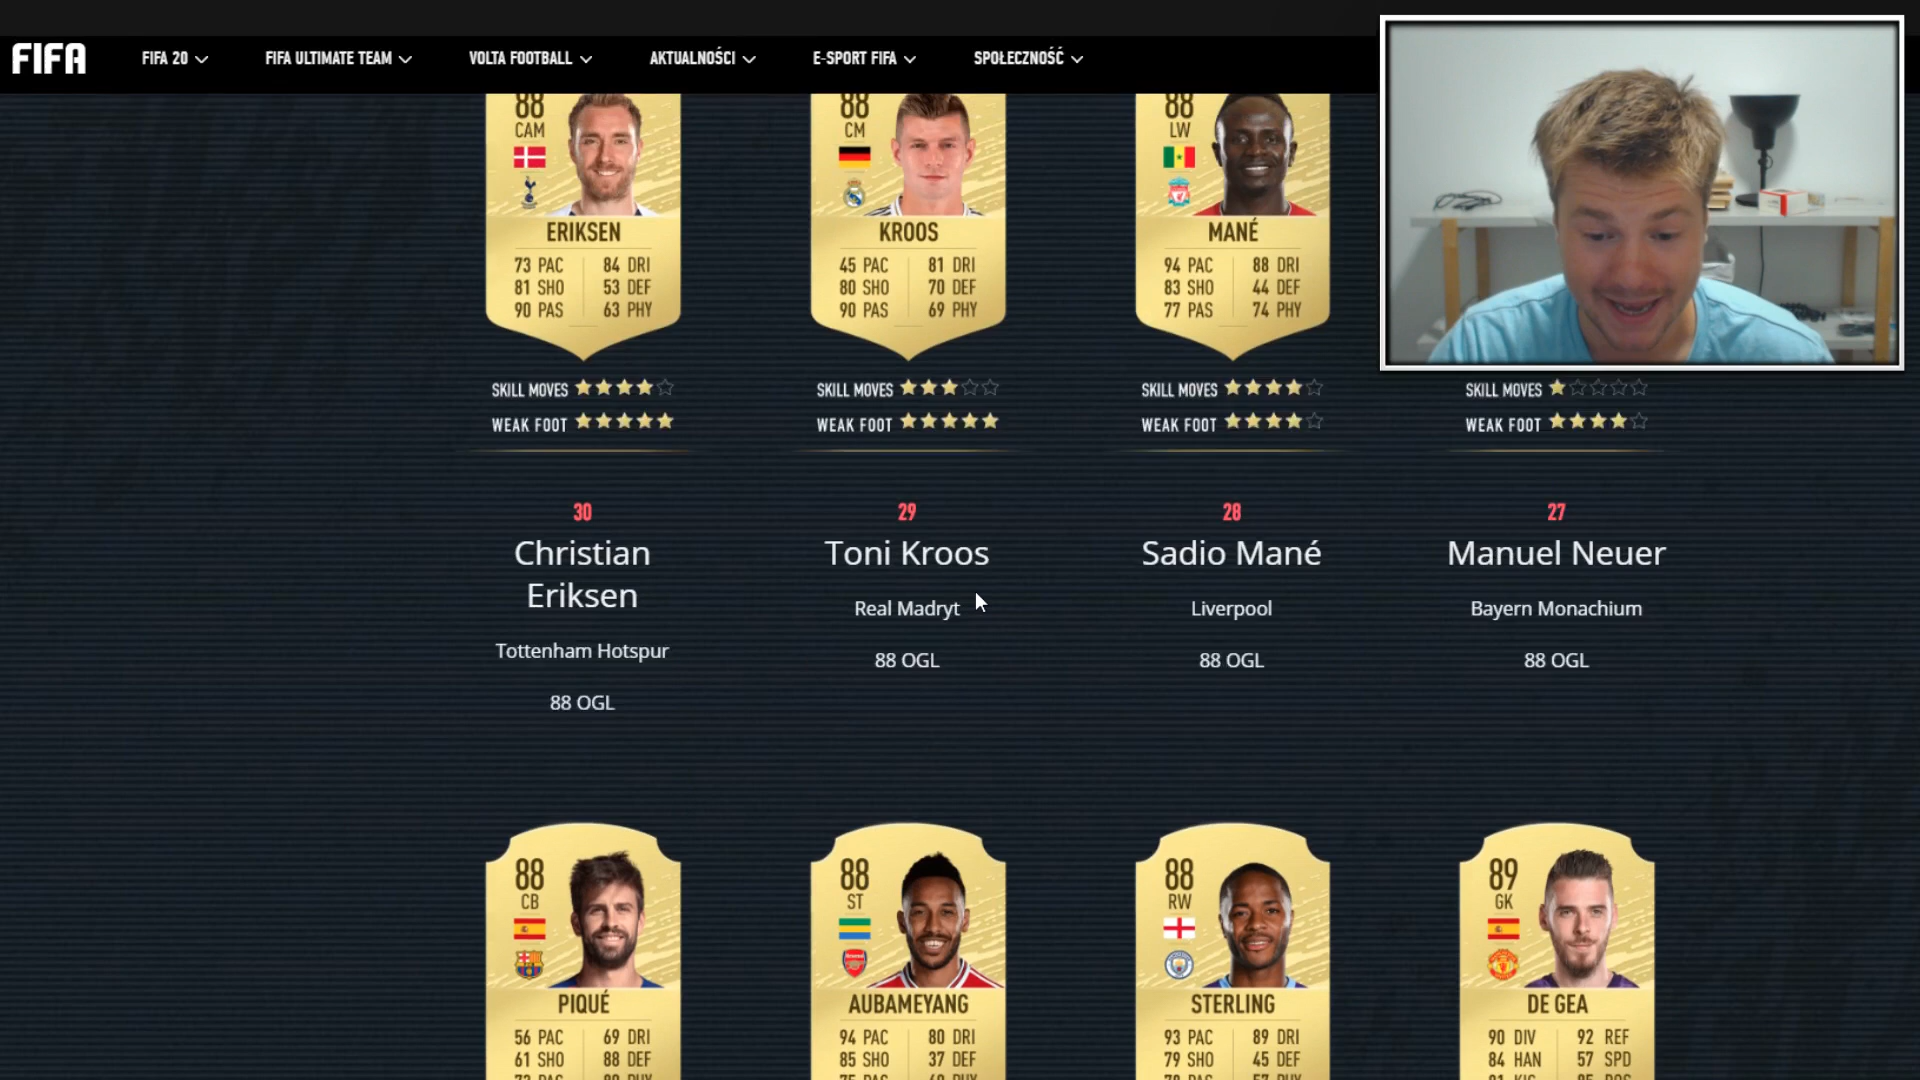 FIFA
FIFA 20
FIFA ULTIMATE TEAM
VOLTA FOOTBALL
AKTUALNOŚCI
E-SPORT FIFA
SPOŁECZNOŚĆ
88
CAM
ERIKSEN
73 PAC 84 DRI
81 SHO 53 DEF
90 PAS 63 PHY
SKILL MOVES
WEAK FOOT
30
Christian
Eriksen
Tottenham Hotspur
88 OGL
88
CM
KROOS
45 PAC 81 DRI
80 SHO 70 DEF
90 PAS 69 PHY
SKILL MOVES
WEAK FOOT
29
Toni Kroos
Real Madryt
88 OGL
88
LW
MANÉ
94 PAC 88 DRI
83 SHO 44 DEF
77 PAS 74 PHY
SKILL MOVES
WEAK FOOT
28
Sadio Mané
Liverpool
88 OGL
SKILL MOVES
WEAK FOOT
27
Manuel Neuer
Bayern Monachium
88 OGL
88
CB
PIQUÉ
56 PAC 69 DRI
61 SHO 88 DEF
88
ST
AUBAMEYANG
94 PAC 80 DRI
85 SHO 37 DEF
88
RW
STERLING
93 PAC 89 DRI
79 SHO 45 DEF
89
GK
DE GEA
90 DIV 92 REF
84 HAN 57 SPD